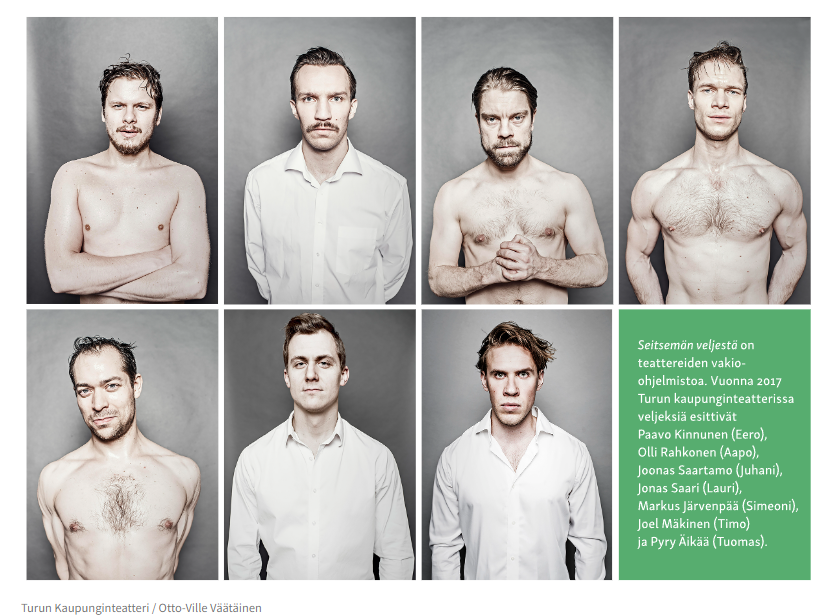 Seitsemän veljestä on
teattereiden vakio-
ohjelmistoa. Vuonna 2017
Turun kaupunginteatterissa
veljeksiä esittivät
Paavo Kinnunen (Eero),
Olli Rahkonen (Aapo),
Joonas Saartamo (Juhani),
Jonas Saari (Lauri),
Markus Järvenpää (Simeoni),
Joel Mäkinen (Timo)
ja Pyry Äikää (Tuomas).
Turun Kaupunginteatteri / Otto-Ville Väätäinen